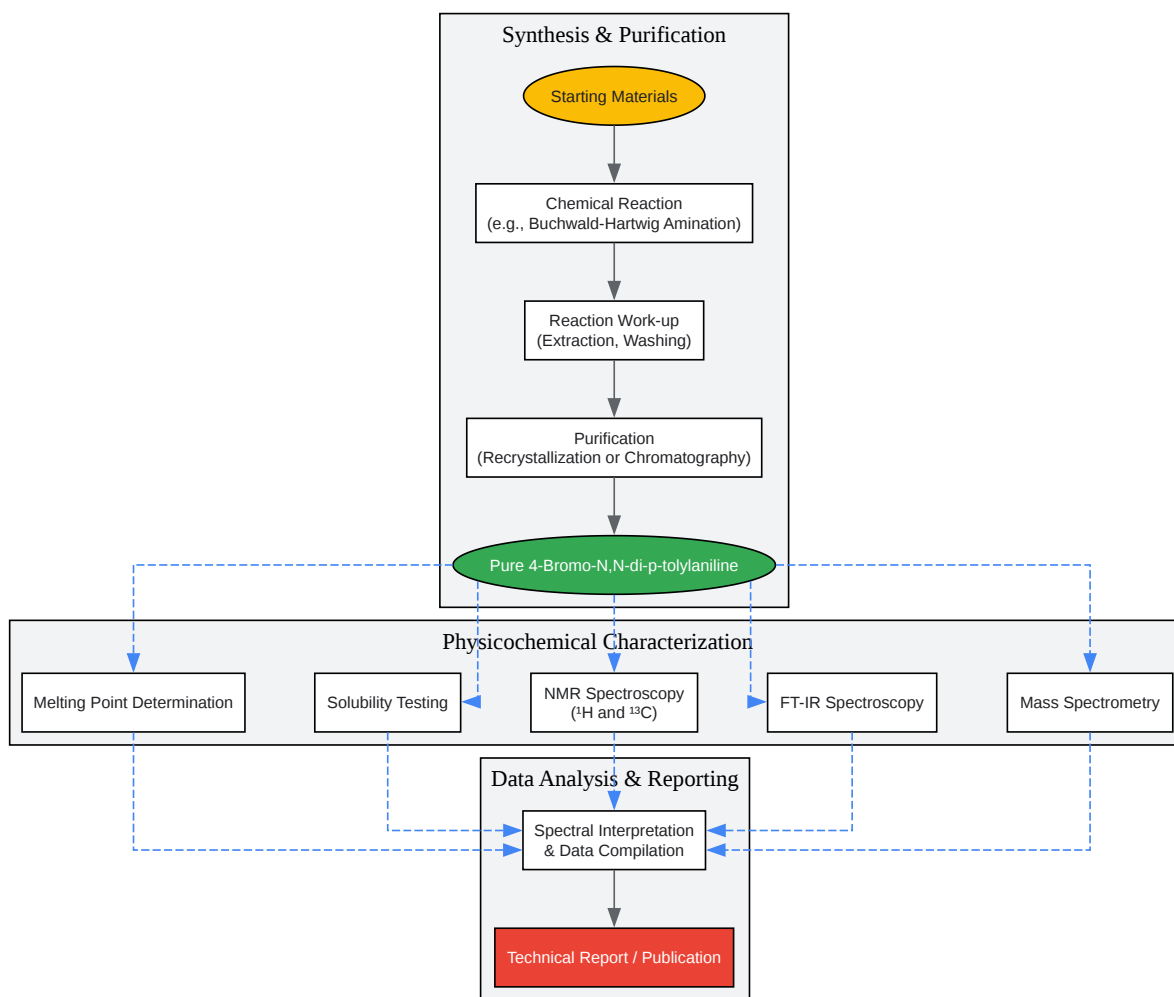 Synthesis & Purification
Starting Materials
Chemical Reaction
(e.g., Buchwald-Hartwig Amination)
Reaction Work-up
(Extraction, Washing)
Purification
(Recrystallization or Chromatography)
Pure 4-Bromo-N,N-di-p-tolylaniline
Physicochemical Characterization
Melting Point Determination
Solubility Testing
NMR Spectroscopy
(¹H and ¹³C)
FT-IR Spectroscopy
Mass Spectrometry
Data Analysis & Reporting
Spectral Interpretation
& Data Compilation
Technical Report / Publication